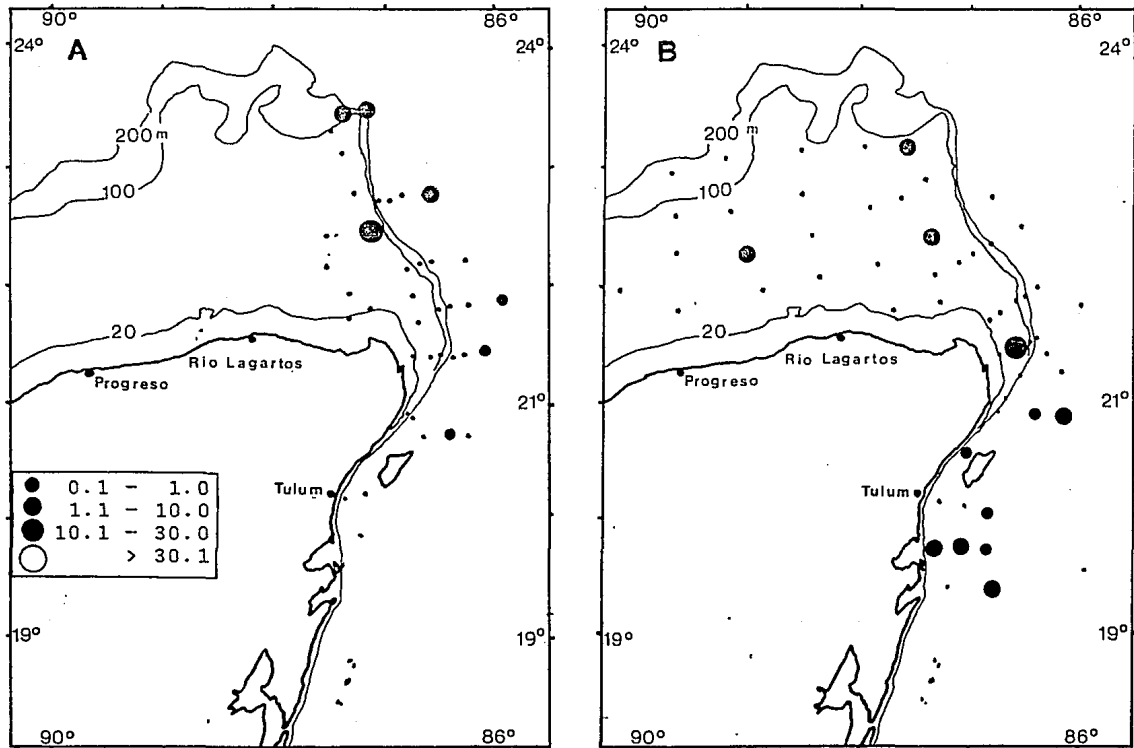 90° 86°
24° A 24°
200 m
100
20
Rio Lagartos
Progreso
21°
Tulum
0.1 - 1.0
1.1 - 10.0
10.1 - 30.0
> 30.1
19° 19°
90° 86°
90° 86°
24° B 24°
200 m
100
20
Rio Lagartos
Progreso
21°
Tulum
19° 19°
90° 86°